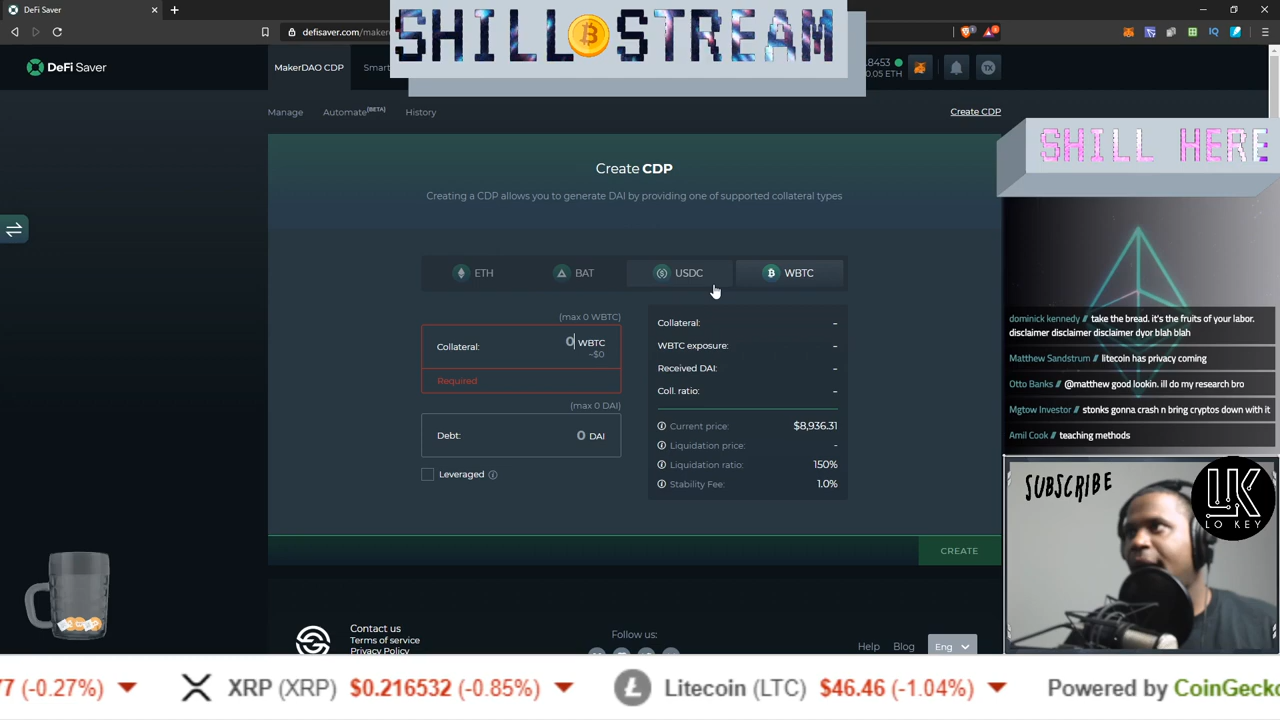 DeFi Saver
defisaver.com/make
SHILL STREAM
DeFi Saver
MakerDAO CDP
Smart
.8453
0.05 ETH
TX
Manage
Automate(BETA)
History
Create CDP
SHILL HERE
Create CDP
Creating a CDP allows you to generate DAI by providing one of supported collateral types
ETH
BAT
USDC
WBTC
(max 0 WBTC)
Collateral:
0 WBTC
~$0
Required
(max 0 DAI)
Debt:
0 DAI
Leveraged
Collateral: -
WBTC exposure: -
Received DAI: -
Coll. ratio: -
Current price: $8,936.31
Liquidation price: -
Liquidation ratio: 150%
Stability Fee: 1.0%
CREATE
dominick kennedy // take the bread. it's the fruits of your labor.
disclaimer disclaimer disclaimer dyor blah blah
Matthew Sandstrum // litecoin has privacy coming
Otto Banks // @matthew good lookin. ill do my research bro
Mgtow Investor // stonks gonna crash n bring cryptos down with it
Amil Cook // teaching methods
SUBSCRIBE
LK
LO KEY
Contact us
Terms of service
Privacy Policy
Follow us:
Help
Blog
Eng
77 (-0.27%)
XRP (XRP) $0.216532 (-0.85%)
Litecoin (LTC) $46.46 (-1.04%)
Powered by CoinGecko